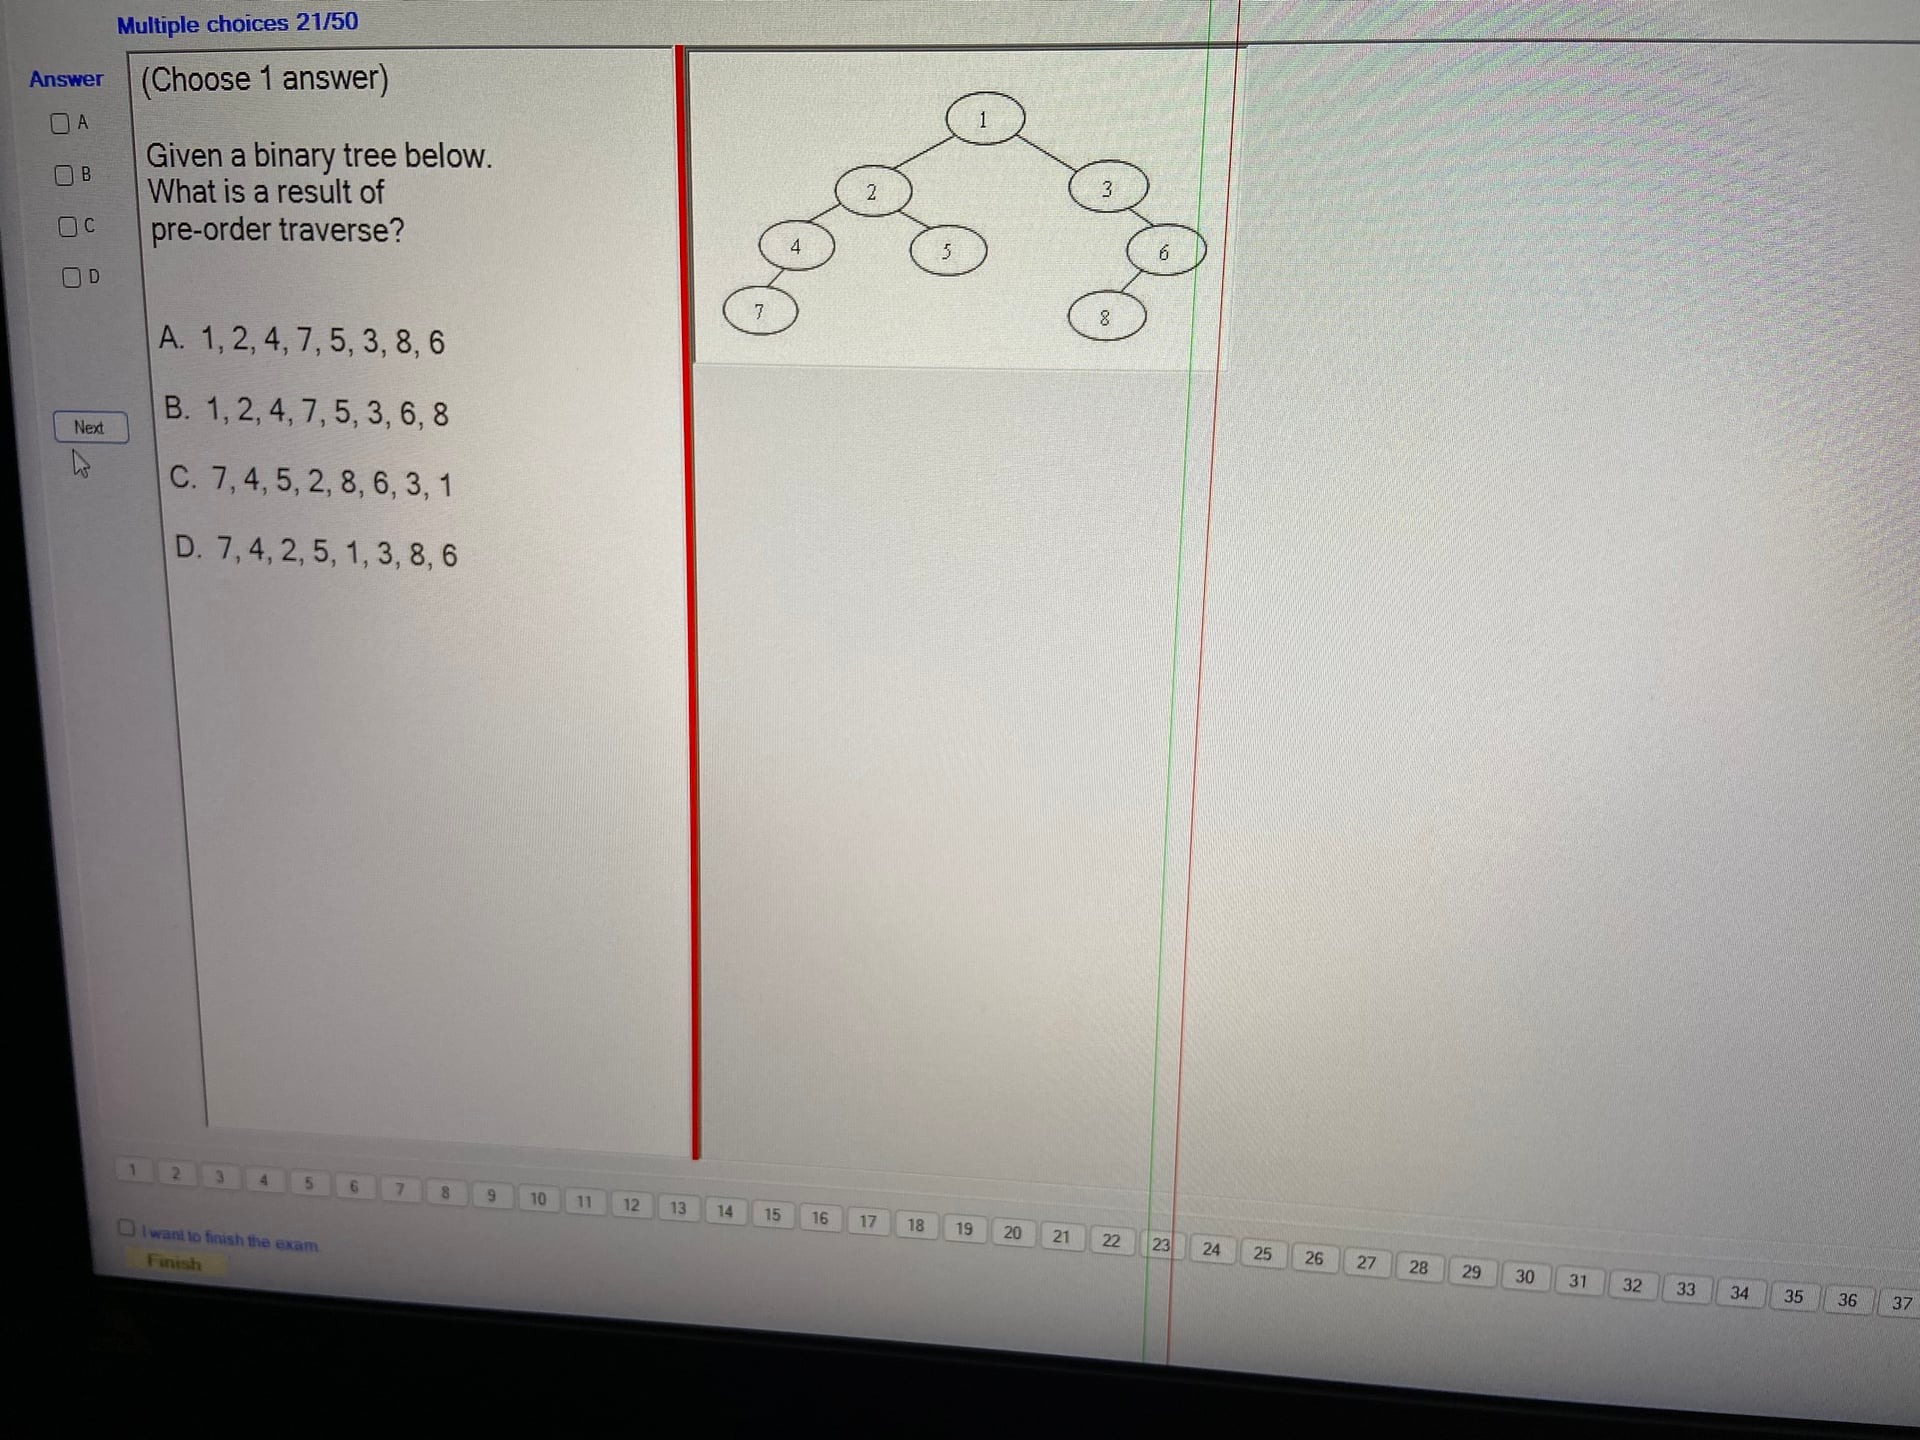 Multiple choices 21/50
Answer
A
B
C
D
Next
(Choose 1 answer)
Given a binary tree below.
What is a result of
pre-order traverse?
A. 1, 2, 4, 7, 5, 3, 8, 6
B. 1, 2, 4, 7, 5, 3, 6, 8
C. 7, 4, 5, 2, 8, 6, 3, 1
D. 7, 4, 2, 5, 1, 3, 8, 6
1
2 3
4 5 6
7 8
1 2 3 4 5 6 7 8 9 10 11 12 13 14 15 16 17 18 19 20 21 22 23 24 25 26 27 28 29 30 31 32 33 34 35 36 37
I want to finish the exam
Finish